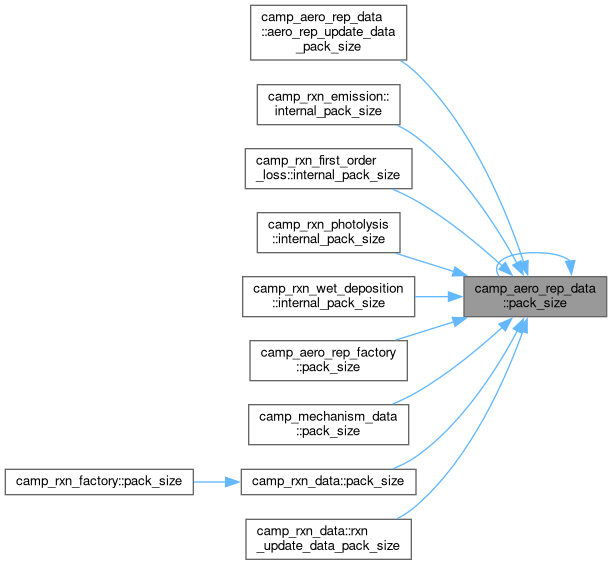 camp_aero_rep_data
::aero_rep_update_data
_pack_size
camp_rxn_emission::
internal_pack_size
camp_rxn_first_order
_loss::internal_pack_size
camp_rxn_photolysis
::internal_pack_size
camp_rxn_wet_deposition
::internal_pack_size
camp_aero_rep_factory
::pack_size
camp_mechanism_data
::pack_size
camp_rxn_factory::pack_size
camp_rxn_data::pack_size
camp_rxn_data::rxn
_update_data_pack_size
camp_aero_rep_data
::pack_size